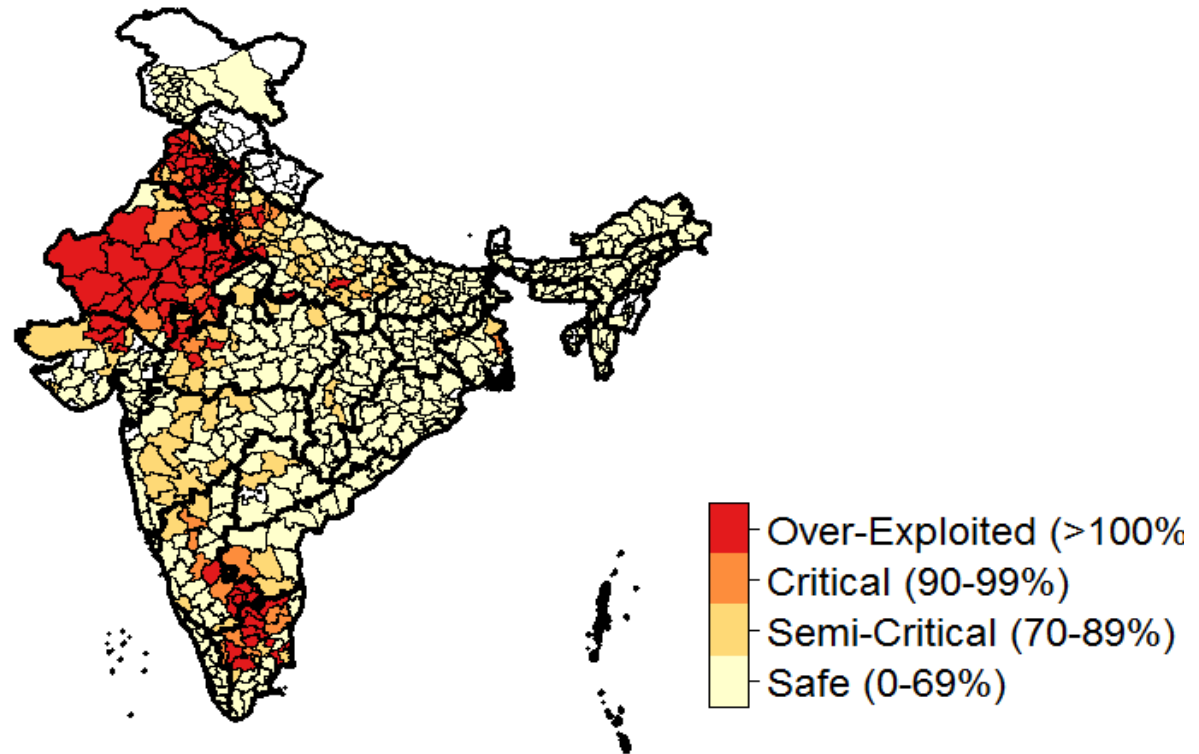 Over-Exploited (>100%
Critical (90-99%)
Semi-Critical (70-89%)
Safe (0-69%)